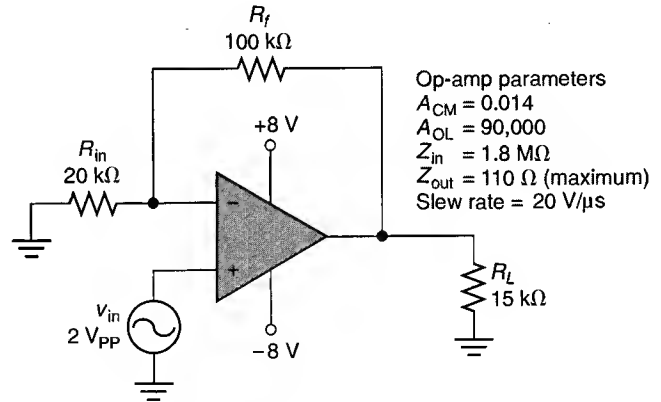 R_f
100 kΩ
Op-amp parameters
A_CM = 0.014
A_OL = 90,000
Z_in = 1.8 MΩ
Z_out = 110 Ω (maximum)
Slew rate = 20 V/μs
+8 V
R_in
20 kΩ
−
+
R_L
15 kΩ
v_in
2 V_PP
−8 V